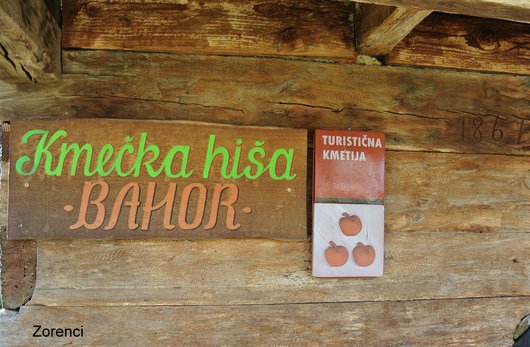 Kmečka hiša
·BAHOR·
TURISTIČNA
KMETIJA
Zorenci